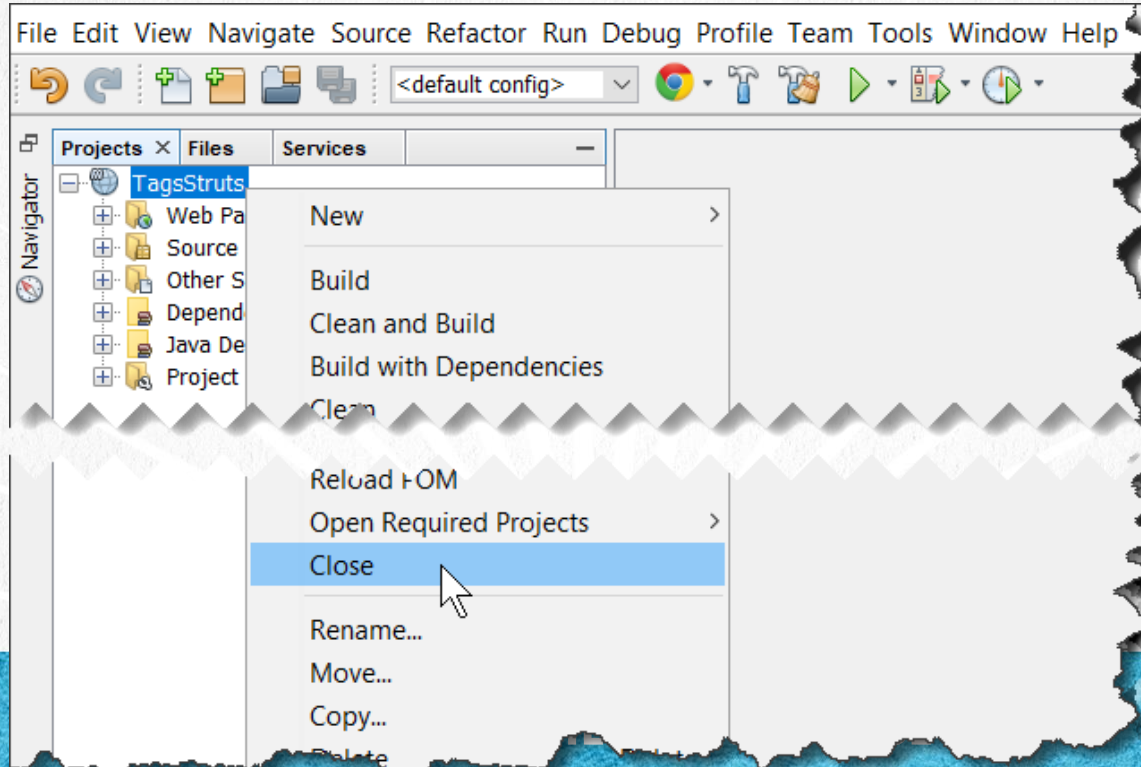 File Edit View Navigate Source Refactor Run Debug Profile Team Tools Window Help
<default config>
Projects Files Services
Navigator
TagsStruts
Web Pa
Source
Other S
Depend
Java De
Project
New
Build
Clean and Build
Build with Dependencies
Clean
Reload POM
Open Required Projects
Close
Rename...
Move...
Copy...